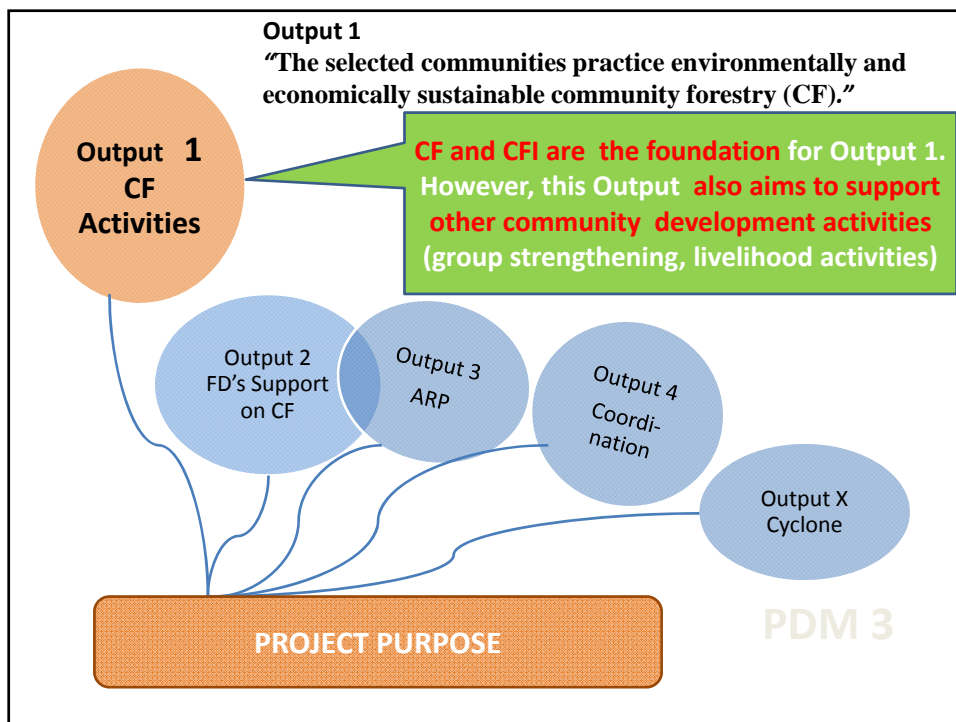 Output 1
“The selected communities practice environmentally and
economically sustainable community forestry (CF).”
Output 1
CF
Activities
CF and CFI are the foundation for Output 1.
However, this Output also aims to support
other community development activities
(group strengthening, livelihood activities)
Output 2
FD's Support
on CF
Output 3
ARP
Output 4
Coordi-
nation
Output X
Cyclone
PROJECT PURPOSE
PDM 3